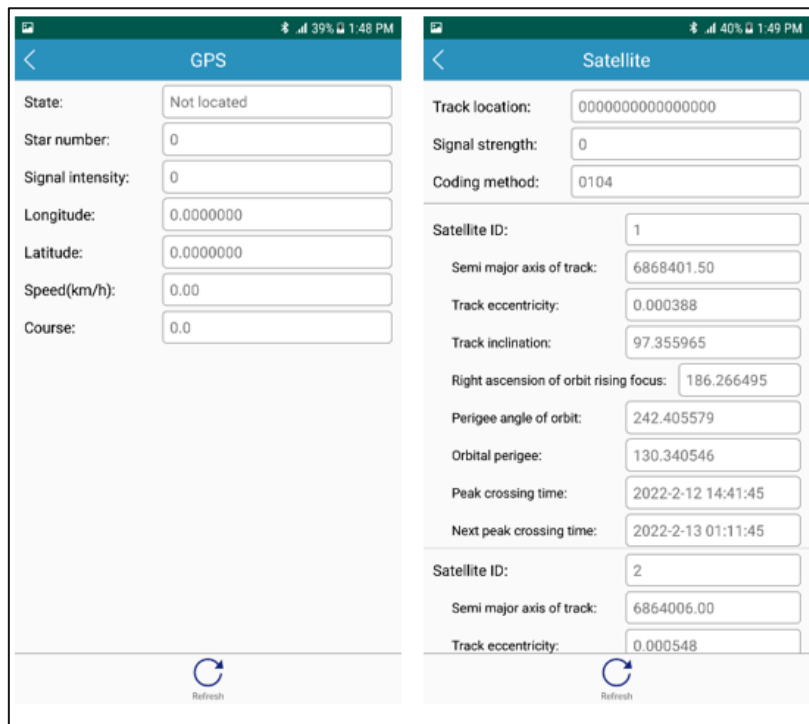 39% 1:48 PM
GPS
State: Not located
Star number: 0
Signal intensity: 0
Longitude: 0.0000000
Latitude: 0.0000000
Speed(km/h): 0.00
Course: 0.0
Refresh
40% 1:49 PM
Satellite
Track location: 0000000000000000
Signal strength: 0
Coding method: 0104
Satellite ID: 1
Semi major axis of track: 6868401.50
Track eccentricity: 0.000388
Track inclination: 97.355965
Right ascension of orbit rising focus: 186.266495
Perigee angle of orbit: 242.405579
Orbital perigee: 130.340546
Peak crossing time: 2022-2-12 14:41:45
Next peak crossing time: 2022-2-13 01:11:45
Satellite ID: 2
Semi major axis of track: 6864006.00
Track eccentricity: 0.000548
Refresh